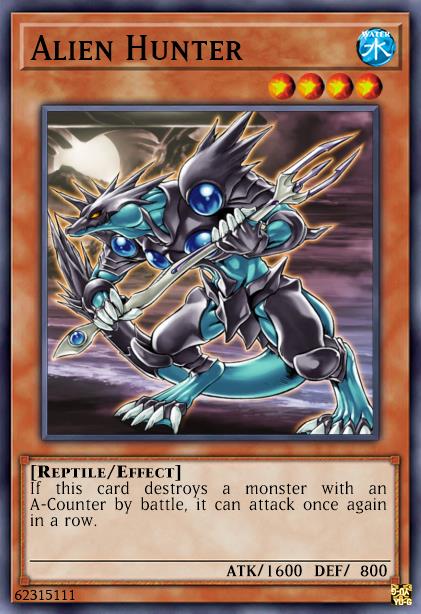 Alien Hunter
WATER
水
[Reptile/Effect]
If this card destroys a monster with an
A-Counter by battle, it can attack once again
in a row.
ATK/1600 DEF/ 800
62315111